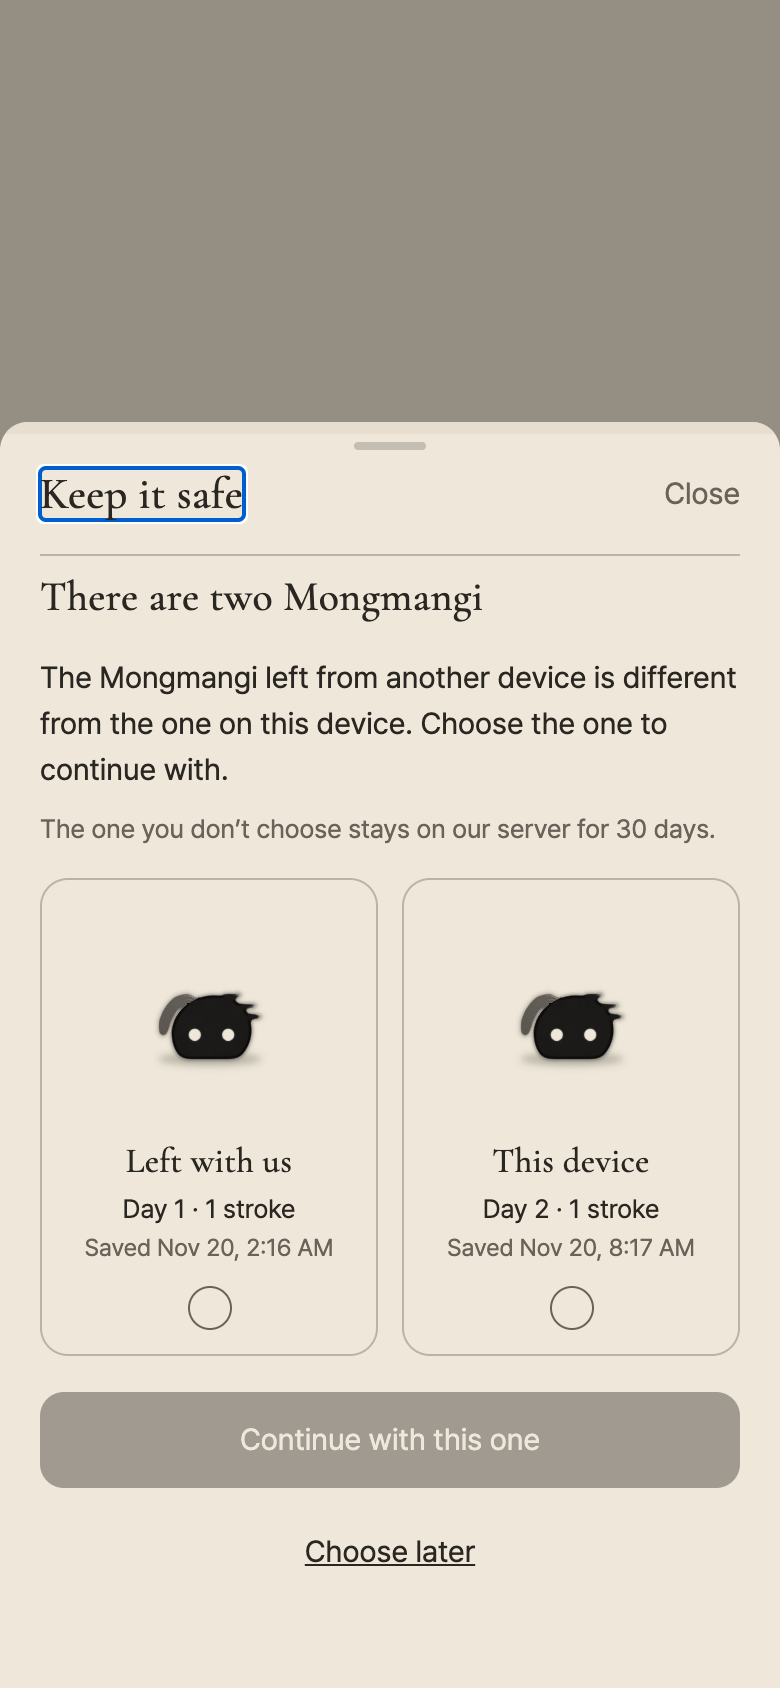 Keep it safe
Close
There are two Mongmangi
The Mongmangi left from another device is different
from the one on this device. Choose the one to
continue with.
The one you don’t choose stays on our server for 30 days.
Left with us
Day 1 · 1 stroke
Saved Nov 20, 2:16 AM
This device
Day 2 · 1 stroke
Saved Nov 20, 8:17 AM
Continue with this one
Choose later